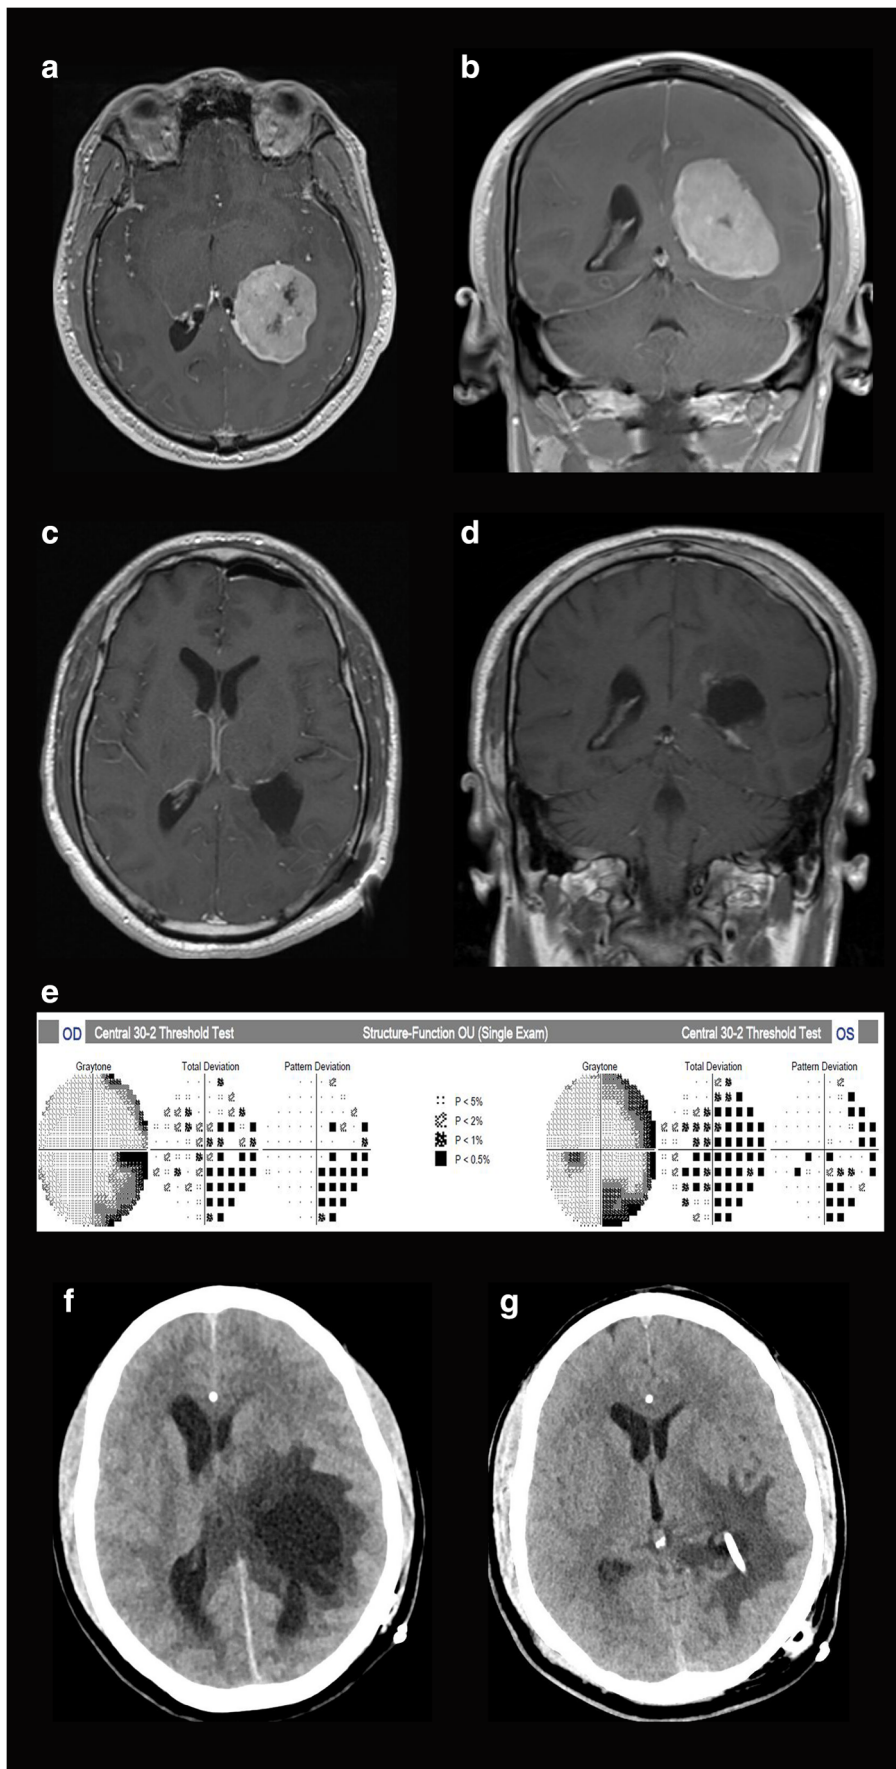 a
b
c
d
e
OD Central 30-2 Threshold Test Structure-Function OU (Single Exam) Central 30-2 Threshold Test OS
Graytone Total Deviation Pattern Deviation Graytone Total Deviation Pattern Deviation
P < 5%
P < 2%
P < 1%
P < 0.5%
f
g